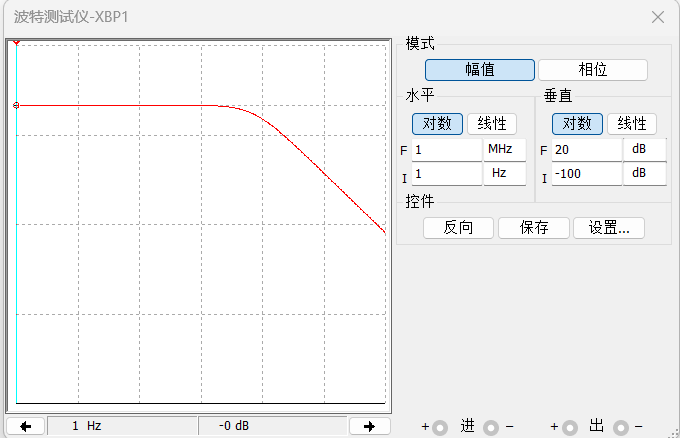 波特测试仪-XBP1
模式
幅值 相位
水平 垂直
对数 线性 对数 线性
F 1 MHz F 20 dB
I 1 Hz I -100 dB
控件
反向 保存 设置...
1 Hz -0 dB
+ 进 - + 出 -